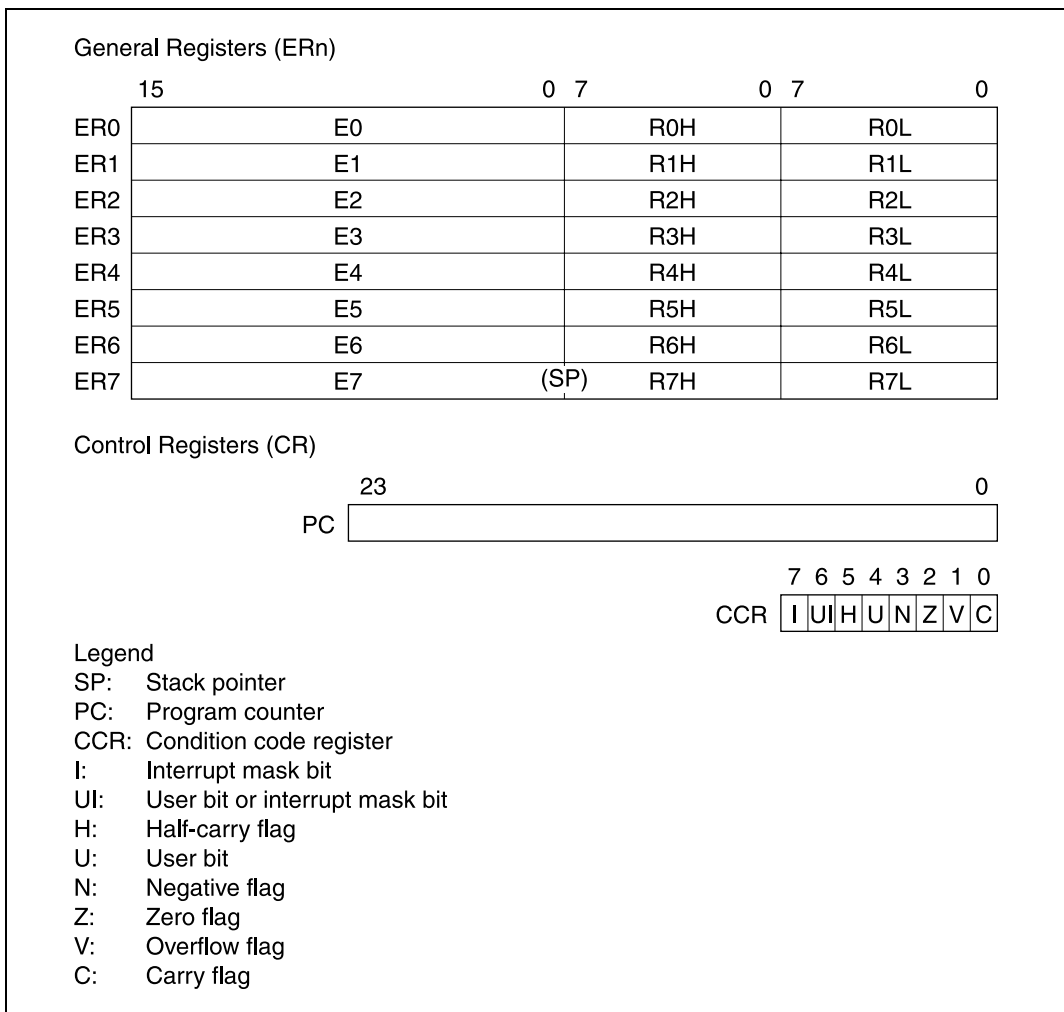 General Registers (ERn)
15 0 7 0 7 0
ER0 E0 R0H R0L
ER1 E1 R1H R1L
ER2 E2 R2H R2L
ER3 E3 R3H R3L
ER4 E4 R4H R4L
ER5 E5 R5H R5L
ER6 E6 R6H R6L
ER7 E7 (SP) R7H R7L
Control Registers (CR)
23 0
PC
7 6 5 4 3 2 1 0
CCR I UI H U N Z V C
Legend
SP: Stack pointer
PC: Program counter
CCR: Condition code register
I: Interrupt mask bit
UI: User bit or interrupt mask bit
H: Half-carry flag
U: User bit
N: Negative flag
Z: Zero flag
V: Overflow flag
C: Carry flag